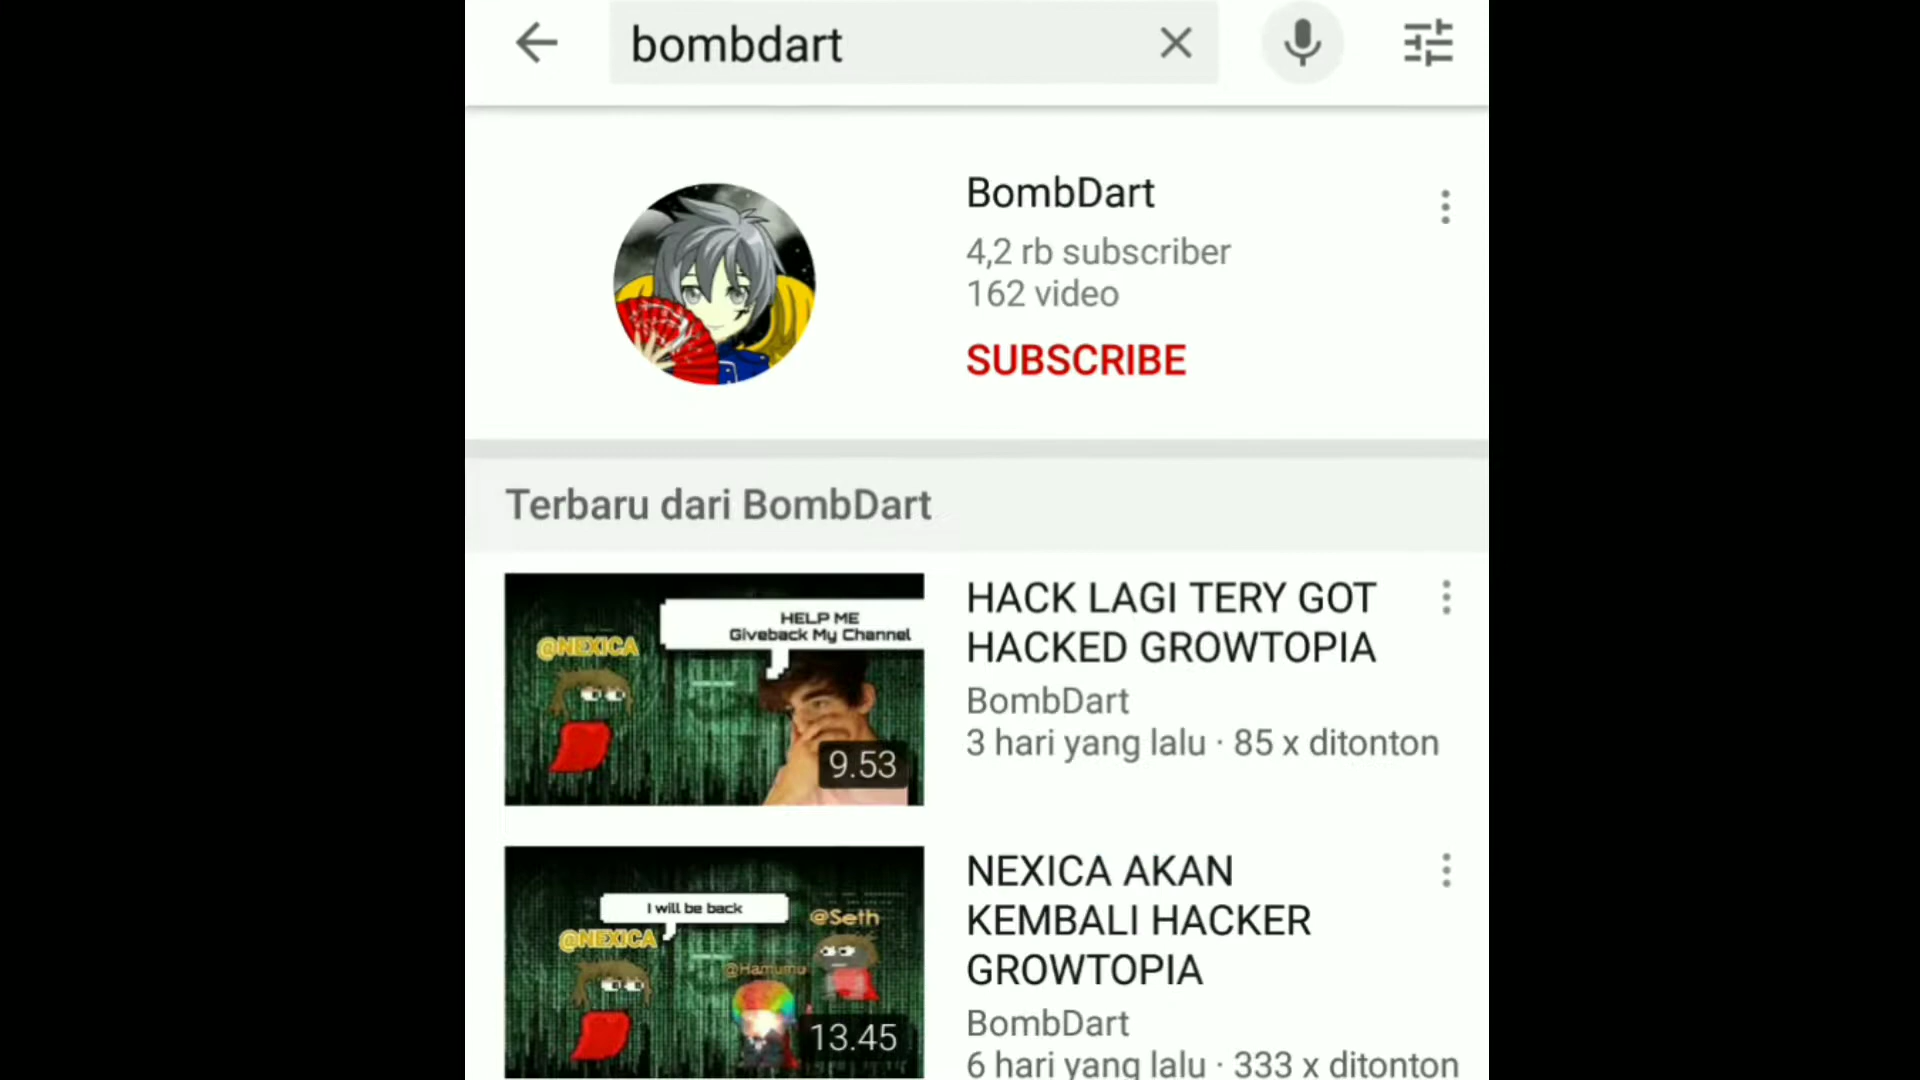 bombdart
BombDart
4,2 rb subscriber
162 video
SUBSCRIBE
Terbaru dari BombDart
HELP ME
Giveback My Channel
@NEXICA
9.53
HACK LAGI TERY GOT
HACKED GROWTOPIA
BombDart
3 hari yang lalu · 85 x ditonton
I will be back
@Seth
@NEXICA
@Hamumu
13.45
NEXICA AKAN
KEMBALI HACKER
GROWTOPIA
BombDart
6 hari yang lalu · 333 x ditonton